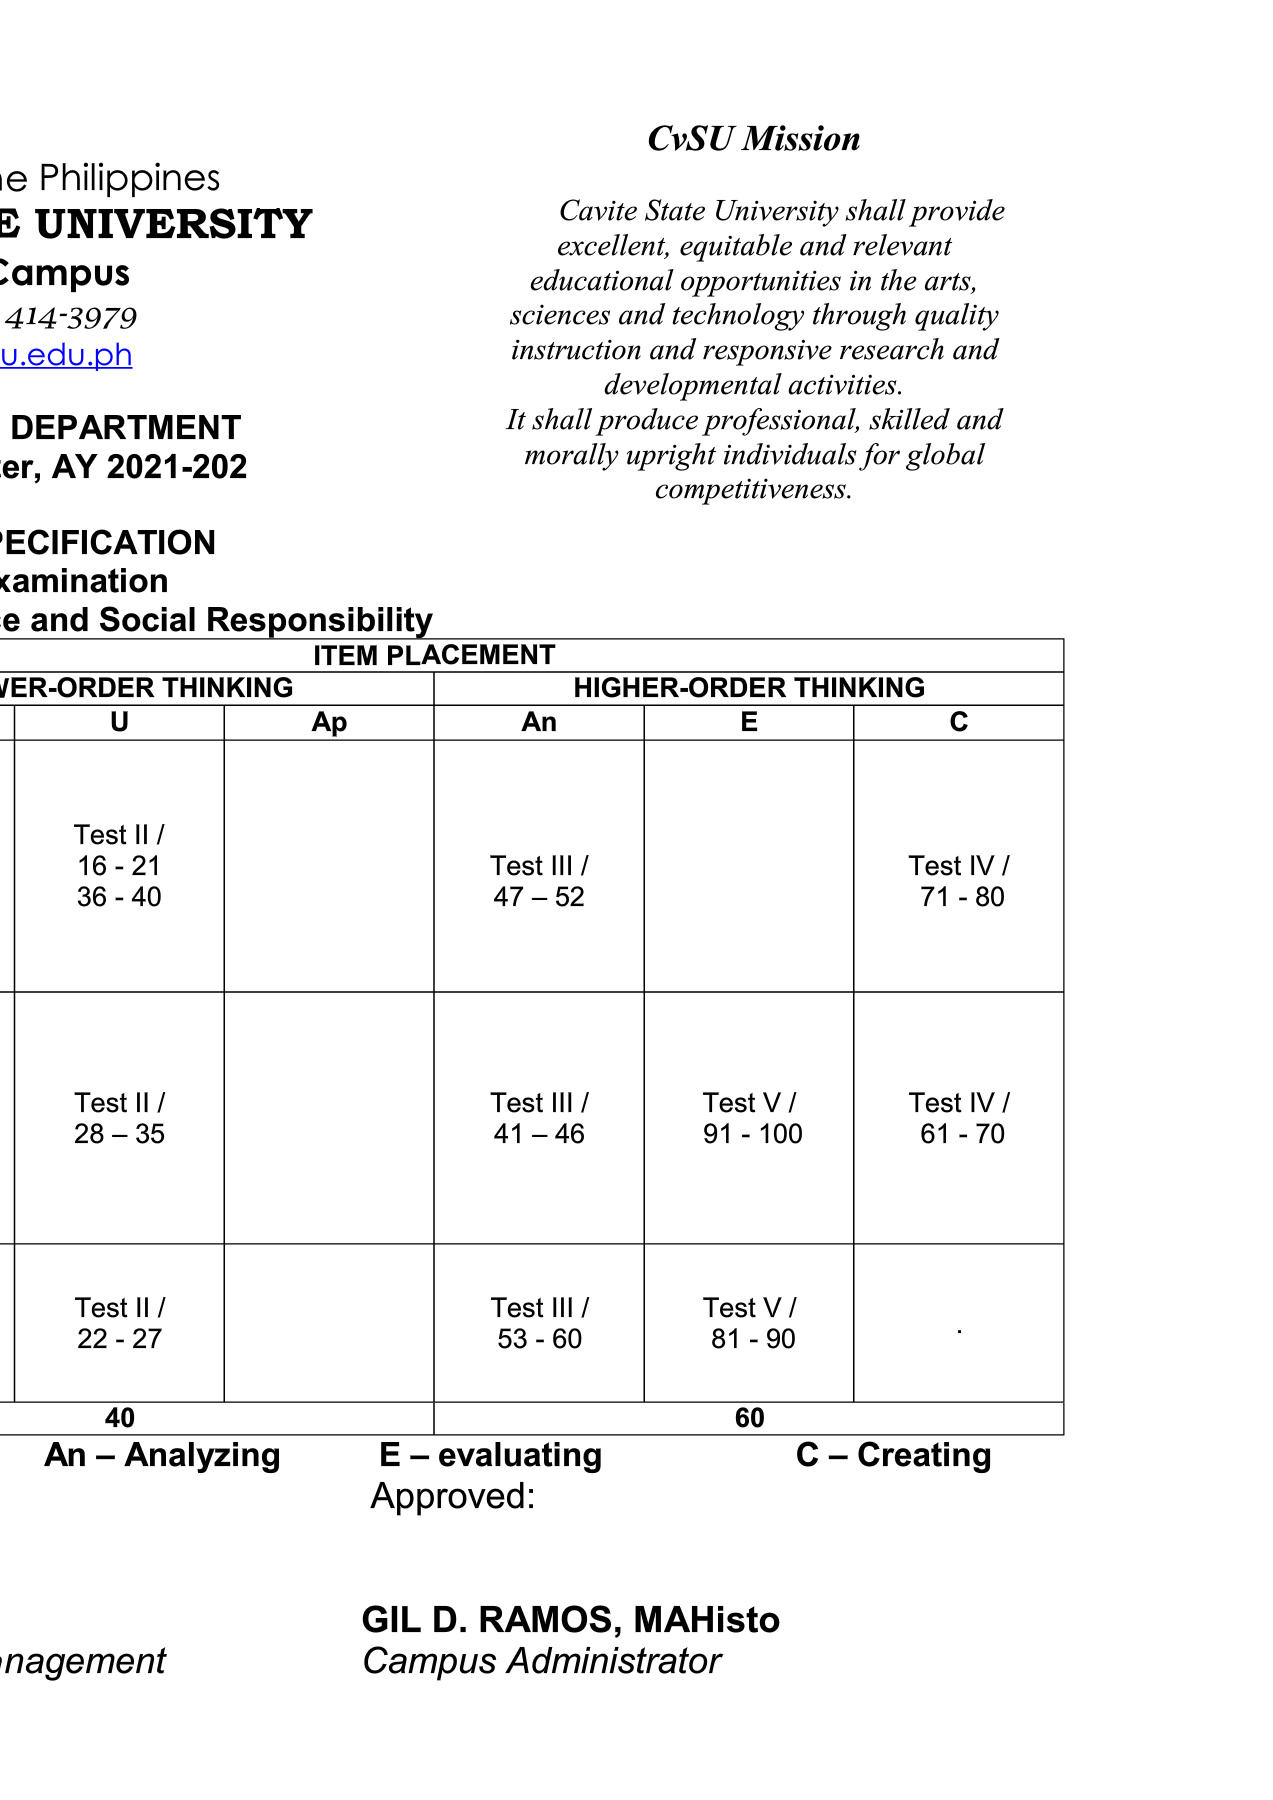 CvSU Mission
he Philippines
E UNIVERSITY
Campus
414-3979
u.edu.ph
DEPARTMENT
ter, AY 2021-202
Cavite State University shall provide
excellent, equitable and relevant
educational opportunities in the arts,
sciences and technology through quality
instruction and responsive research and
developmental activities.
It shall produce professional, skilled and
morally upright individuals for global
competitiveness.
PECIFICATION
xamination
ce and Social Responsibility
ITEM PLACEMENT
WER-ORDER THINKING HIGHER-ORDER THINKING
U Ap An E C
Test II /
16 - 21
36 - 40
Test III /
47 – 52
Test IV /
71 - 80
Test II /
28 – 35
Test III /
41 – 46
Test V /
91 - 100
Test IV /
61 - 70
Test II /
22 - 27
Test III /
53 - 60
Test V /
81 - 90
.
40 60
An – Analyzing E – evaluating C – Creating
Approved:
GIL D. RAMOS, MAHisto
nagement Campus Administrator